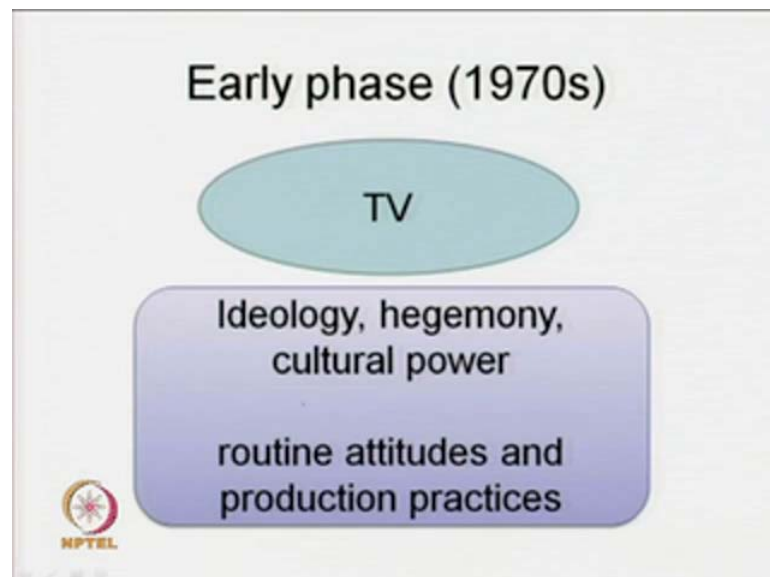 Early phase (1970s)
TV
Ideology, hegemony,
cultural power
routine attitudes and
production practices
NPTEL